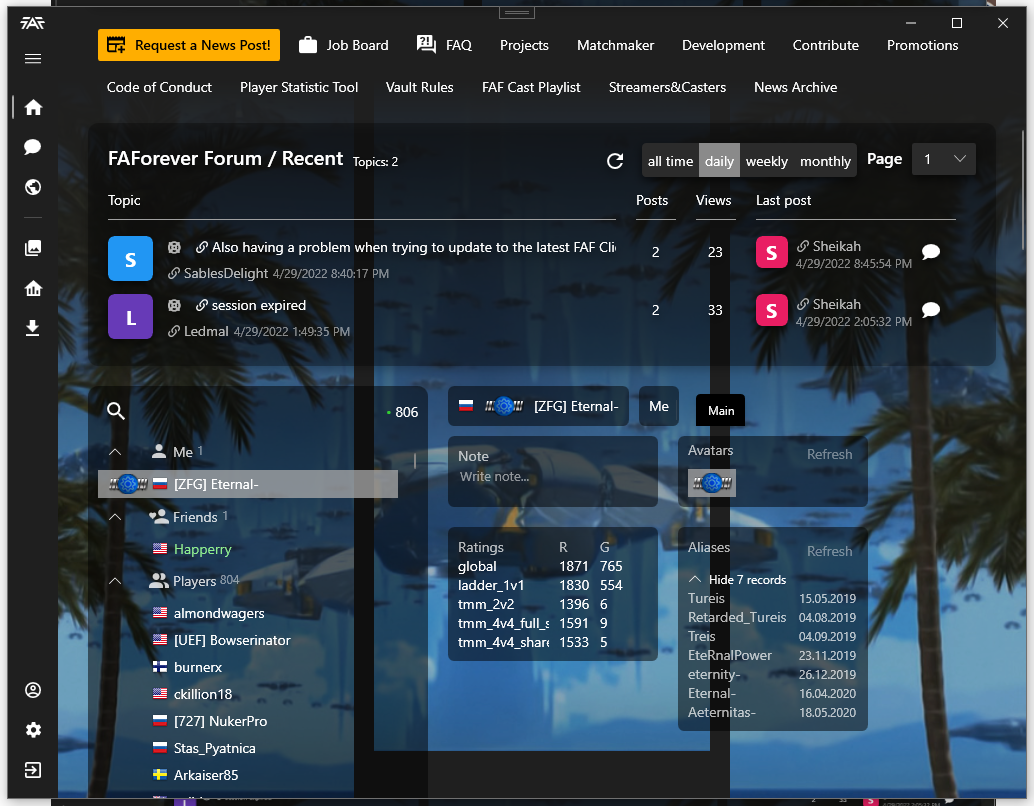 FAF
Request a News Post! Job Board FAQ Projects Matchmaker Development Contribute Promotions
Code of Conduct Player Statistic Tool Vault Rules FAF Cast Playlist Streamers&Casters News Archive
FAForever Forum / Recent Topics: 2 all time daily weekly monthly Page 1
Topic Posts Views Last post
S Also having a problem when trying to update to the latest FAF Cli 2 23 S Sheikah
SablesDelight 4/29/2022 8:40:17 PM 4/29/2022 8:45:54 PM
L session expired 2 33 S Sheikah
Ledmal 4/29/2022 1:49:35 PM 4/29/2022 2:05:32 PM
806
Me 1
[ZFG] Eternal-
Friends 1
Happerry
Players 804
almondwagers
[UEF] Bowserinator
burnerx
ckillion18
[727] NukerPro
Stas_Pyatnica
Arkaiser85
[ZFG] Eternal- Me Main
Note
Write note...
Avatars Refresh
Ratings R G
global 1871 765
ladder_1v1 1830 554
tmm_2v2 1396 6
tmm_4v4_full_s 1591 9
tmm_4v4_share 1533 5
Aliases Refresh
Hide 7 records
Tureis 15.05.2019
Retarded_Tureis 04.08.2019
Treis 04.09.2019
EteRnalPower 23.11.2019
eternity- 26.12.2019
Eternal- 16.04.2020
Aeternitas- 18.05.2020